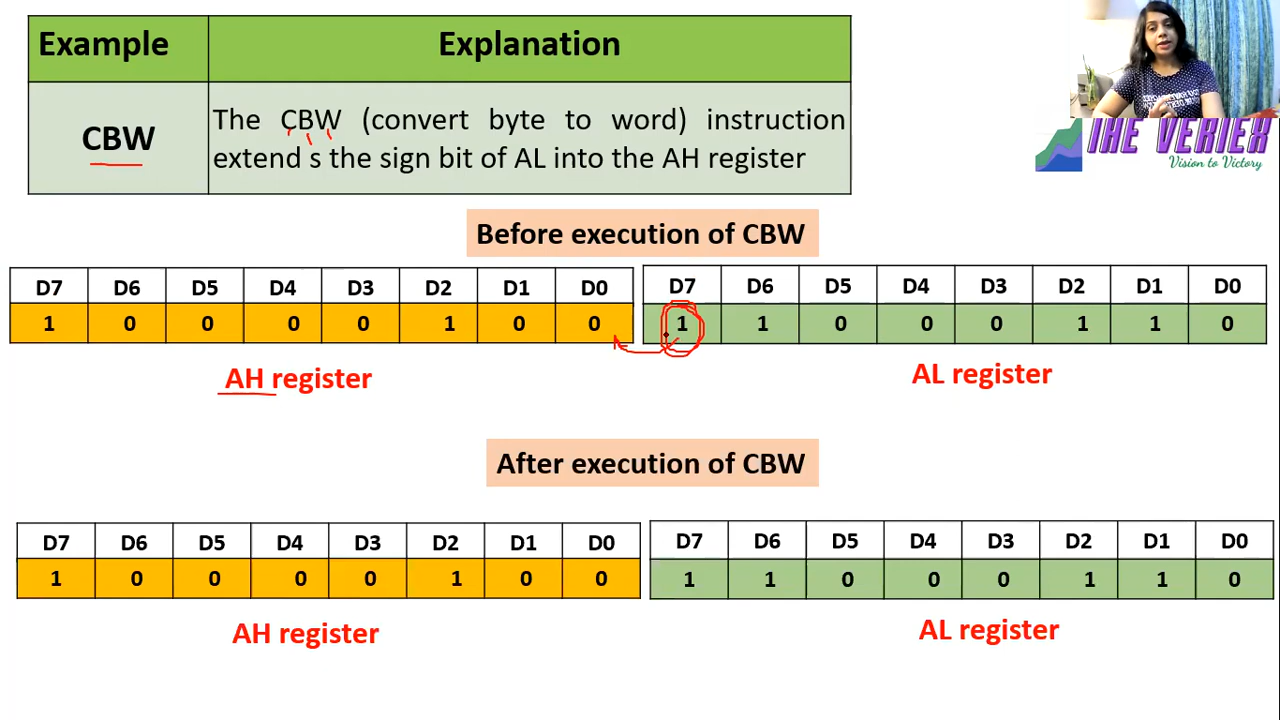 Example Explanation
CBW
The CBW (convert byte to word) instruction
extend s the sign bit of AL into the AH register
THE VERTEX
Vision to Victory
Before execution of CBW
D7 D6 D5 D4 D3 D2 D1 D0 D7 D6 D5 D4 D3 D2 D1 D0
1 0 0 0 0 1 0 0 1 1 0 0 0 1 1 0
AH register AL register
After execution of CBW
D7 D6 D5 D4 D3 D2 D1 D0 D7 D6 D5 D4 D3 D2 D1 D0
1 0 0 0 0 1 0 0 1 1 0 0 0 1 1 0
AH register AL register